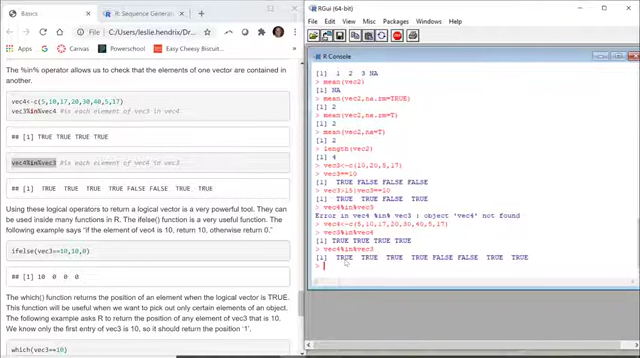 Basics
R: Sequence Generat
File | C:/Users/leslie.hendrix/Dr...
Apps
Blackboard
Powerschool
Easy Cheesy Biscuit...
The %in% operator allows us to check that the elements of one vector are contained in
another.
vec4<-c(5,10,17,20,30,40,5,17)
vec3%in%vec4 #is each element of vec3 in vec4
## [1] TRUE TRUE TRUE TRUE
vec4%in%vec3 #is each element of vec4 in vec3
## [1] TRUE TRUE TRUE TRUE FALSE FALSE TRUE TRUE
Using these logical operators to return a logical vector is a very powerful tool. They can
be used inside many functions in R. The ifelse() function is a very useful function. The
following example says "if the element of vec4 is 10, return 10, otherwise return 0."
ifelse(vec3==10,10,0)
## [1] 10 0 0 0
The which() function returns the position of an element when the logical vector is TRUE.
This function will be useful when we want to pick out only certain elements of an object.
The following example asks R to return the position of any element of vec3 that is 10. We
We know only the first entry of vec3 is 10, so it should return the position '1'.
which(vec3==10)
RGui (64-bit)
File Edit View Misc Packages Windows Help
R Console
[1] 1 2 3 NA
> mean(vec2)
[1] NA
> mean(vec2,na.rm=TRUE)
[1] 2
> mean(vec2,na.rm=T)
[1] 2
> mean(vec2,na.rm=T)
[1] 2
> length(vec2)
[1] 4
> vec3<-c(10,20,5,17)
> vec3==10
[1] TRUE FALSE FALSE FALSE
> vec3>15|vec3==10
[1] TRUE TRUE FALSE TRUE
> vec4%in%vec3
Error in vec4 %in% vec3 : object 'vec4' not found
> vec4<-c(5,10,17,20,30,40,5,17)
> vec3%in%vec4
[1] TRUE TRUE TRUE TRUE
> vec4%in%vec3
[1] TRUE TRUE TRUE TRUE FALSE FALSE TRUE TRUE
>